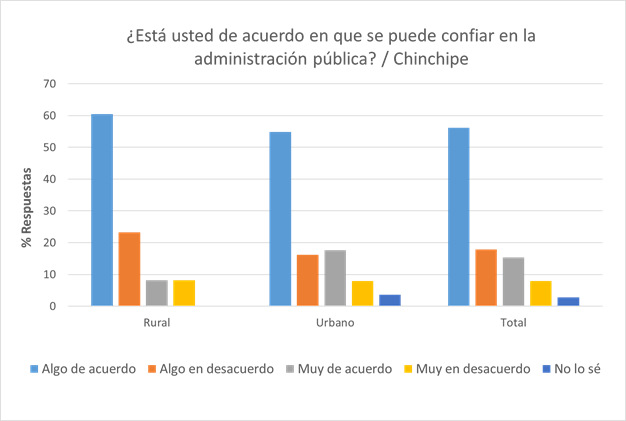 ¿Está usted de acuerdo en que se puede confiar en la
administración pública? / Chinchipe
70
60
50
40
30
20
10
0
% Respuestas
Rural
Urbano
Total
Algo de acuerdo
Algo en desacuerdo
Muy de acuerdo
Muy en desacuerdo
No lo sé